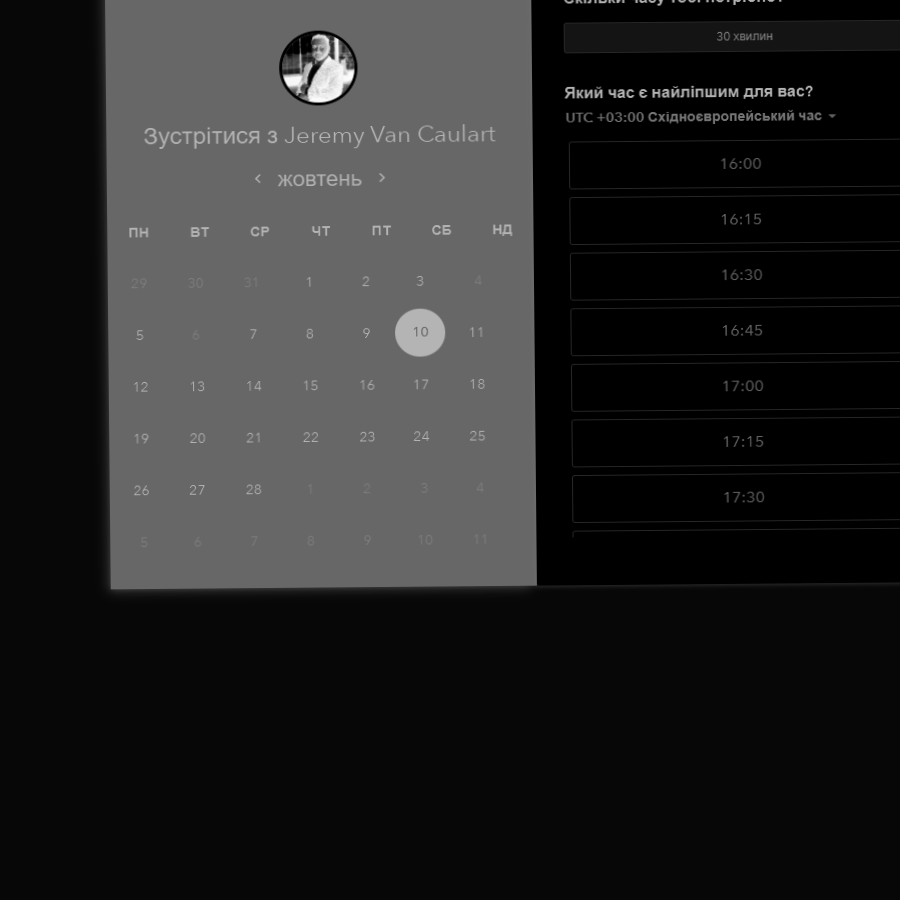 Зустрітися з Jeremy Van Caulart
жовтень
ПН ВТ СР ЧТ ПТ СБ НД
29 30 31 1 2 3 4
5 6 7 8 9 10 11
12 13 14 15 16 17 18
19 20 21 22 23 24 25
26 27 28 1 2 3 4
5 6 7 8 9 10 11
Скільки часу тобі потрібно?
30 хвилин
Який час є найліпшим для вас?
UTC +03:00 Східноєвропейський час
16:00
16:15
16:30
16:45
17:00
17:15
17:30